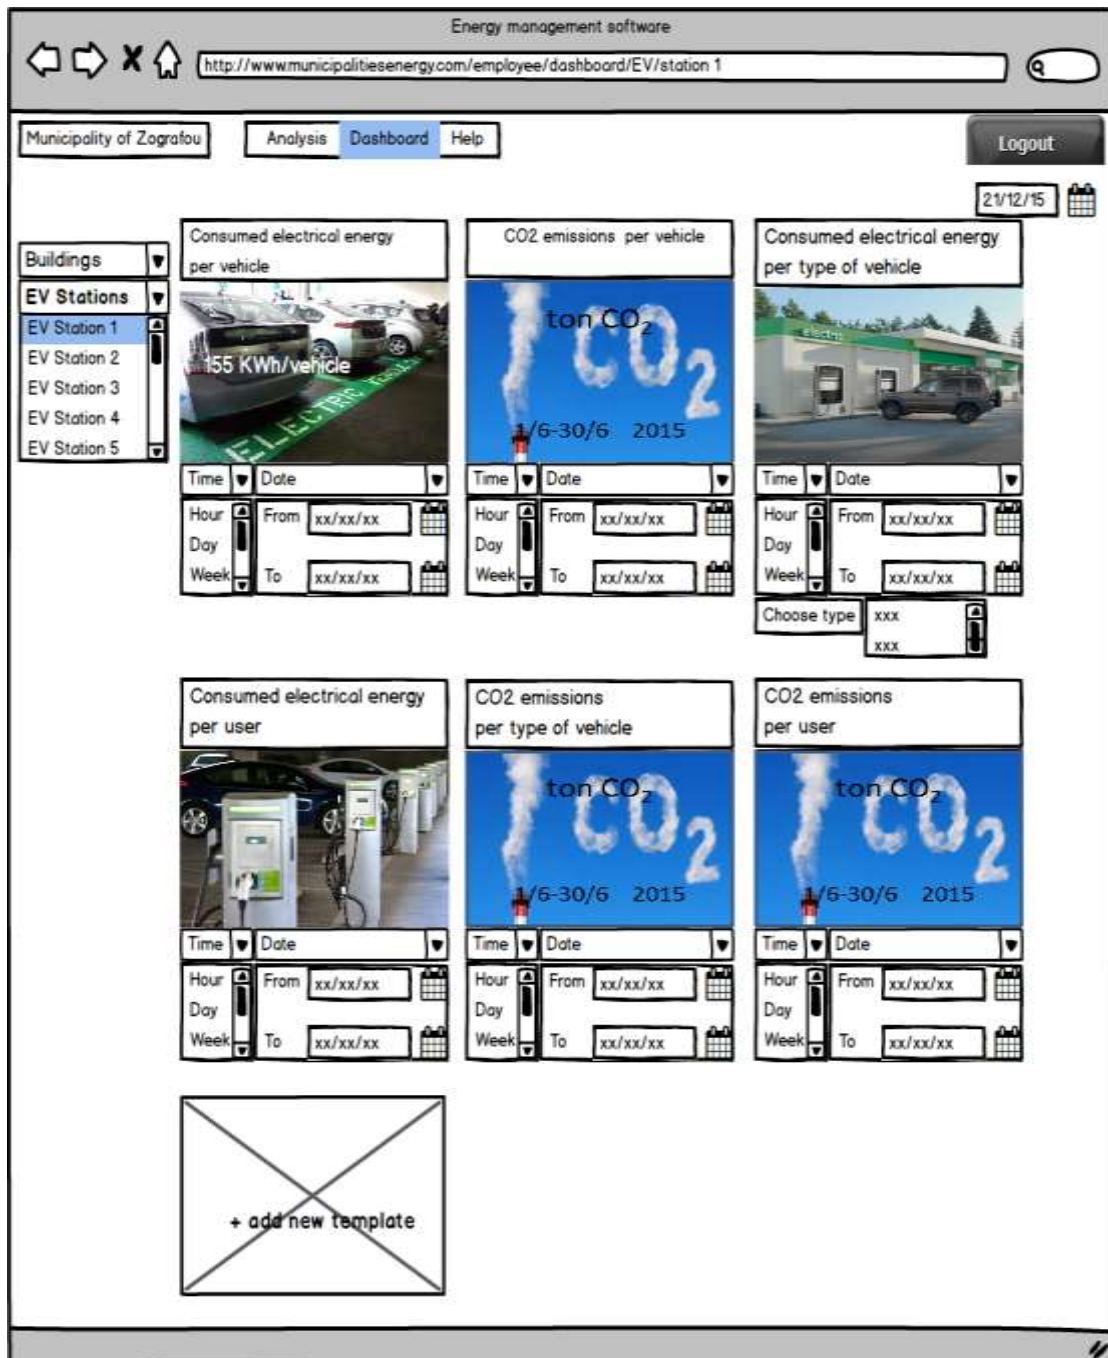 Energy management software
http://www.municipalitiesenergy.com/employee/dashboard/EV/station 1
Municipality of Zografou
Analysis Dashboard Help
Logout
21/12/15
Buildings
EV Stations
EV Station 1
EV Station 2
EV Station 3
EV Station 4
EV Station 5
Consumed electrical energy
per vehicle
155 KWh/vehicle
ELECTRIC VEHICLE
Time Date
Hour From xx/xx/xx
Day
Week To xx/xx/xx
CO2 emissions per vehicle
ton CO₂
CO2
1/6-30/6 2015
Time Date
Hour From xx/xx/xx
Day
Week To xx/xx/xx
Consumed electrical energy
per type of vehicle
electra
Time Date
Hour From xx/xx/xx
Day
Week To xx/xx/xx
Choose type xxx
xxx
Consumed electrical energy
per user
Time Date
Hour From xx/xx/xx
Day
Week To xx/xx/xx
CO2 emissions
per type of vehicle
ton CO₂
CO2
1/6-30/6 2015
Time Date
Hour From xx/xx/xx
Day
Week To xx/xx/xx
CO2 emissions
per user
ton CO₂
CO2
1/6-30/6 2015
Time Date
Hour From xx/xx/xx
Day
Week To xx/xx/xx
+ add new template